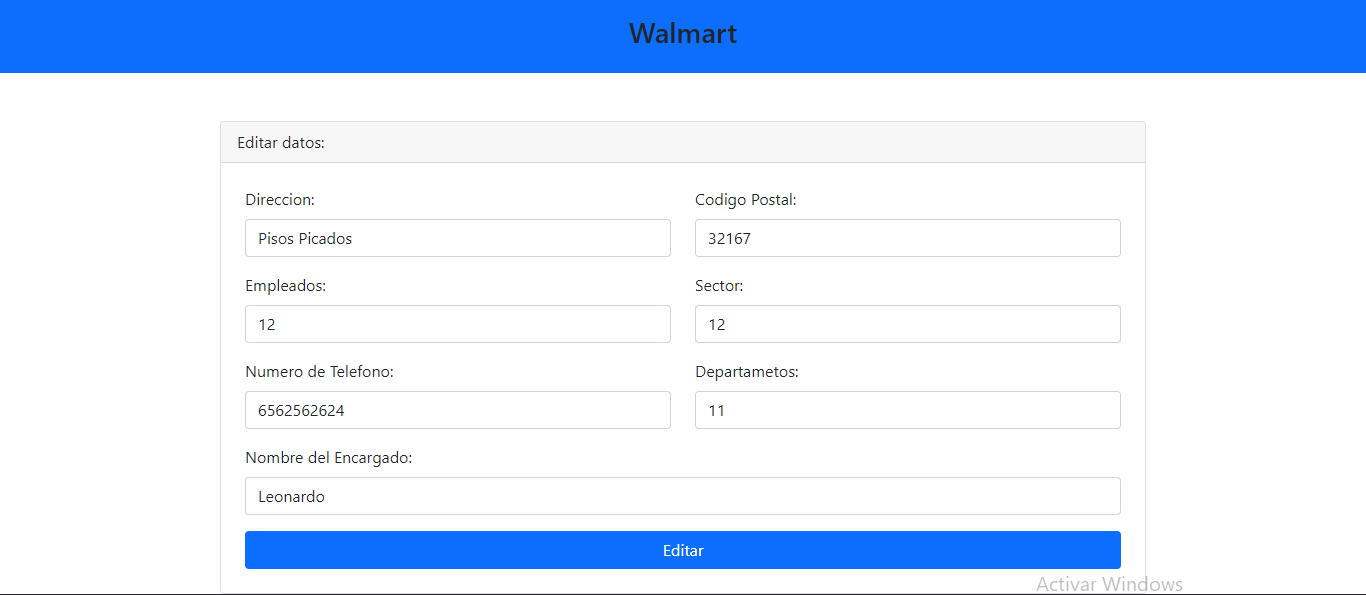 Walmart
Editar datos:
Direccion:
Codigo Postal:
Pisos Picados
32167
Empleados:
Sector:
12
12
Numero de Telefono:
Departametos:
6562562624
11
Nombre del Encargado:
Leonardo
Editar
Activar Windows